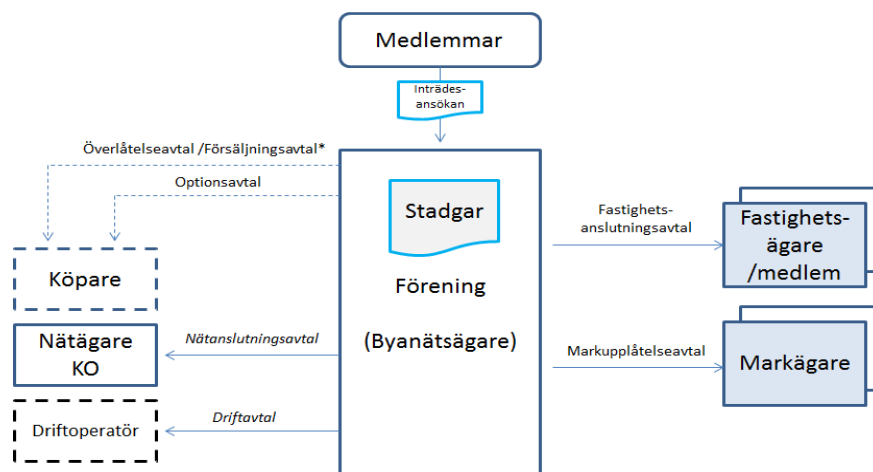 Medlemmar
Inträdes-
ansökan
Överlåtelseavtal /Försäljningsavtal*
Optionsavtal
Stadgar
Förening
(Byanätsägare)
Fastighets-
anslutningsavtal
Fastighets-
ägare
/medlem
Köpare
Nätägare
KO
Nätanslutningsavtal
Markupplåtelseavtal
Markägare
Driftoperatör
Driftavtal